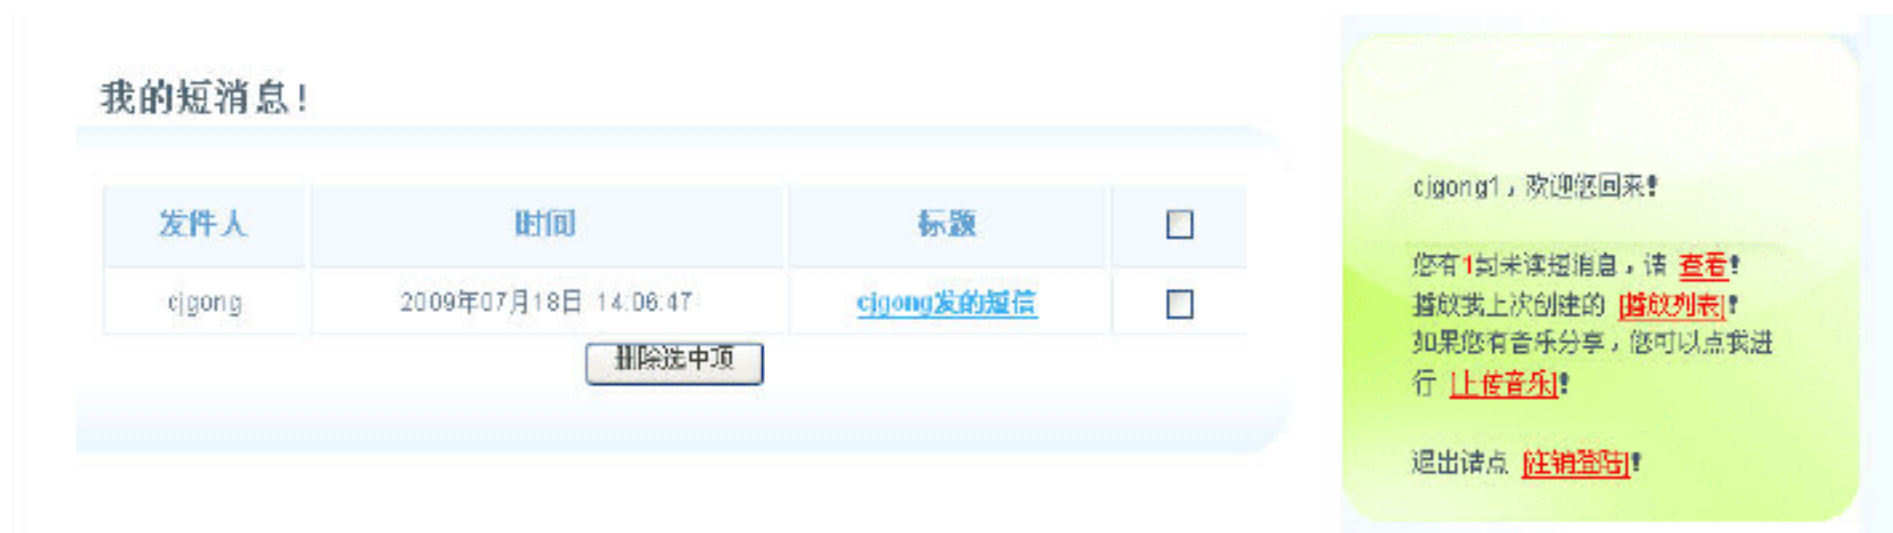 我的短消息！
发件人 时间 标题
cjgong 2009年07月18日 14:06:47 cjgong发的短信
删除选中项
cjgong1，欢迎您回来！
您有1封未读短消息，请 查看！
播放我上次创建的 [播放列表]！
如果您有音乐分享，您可以点我进
行 [上传音乐]！
退出请点 [注销登陆]！